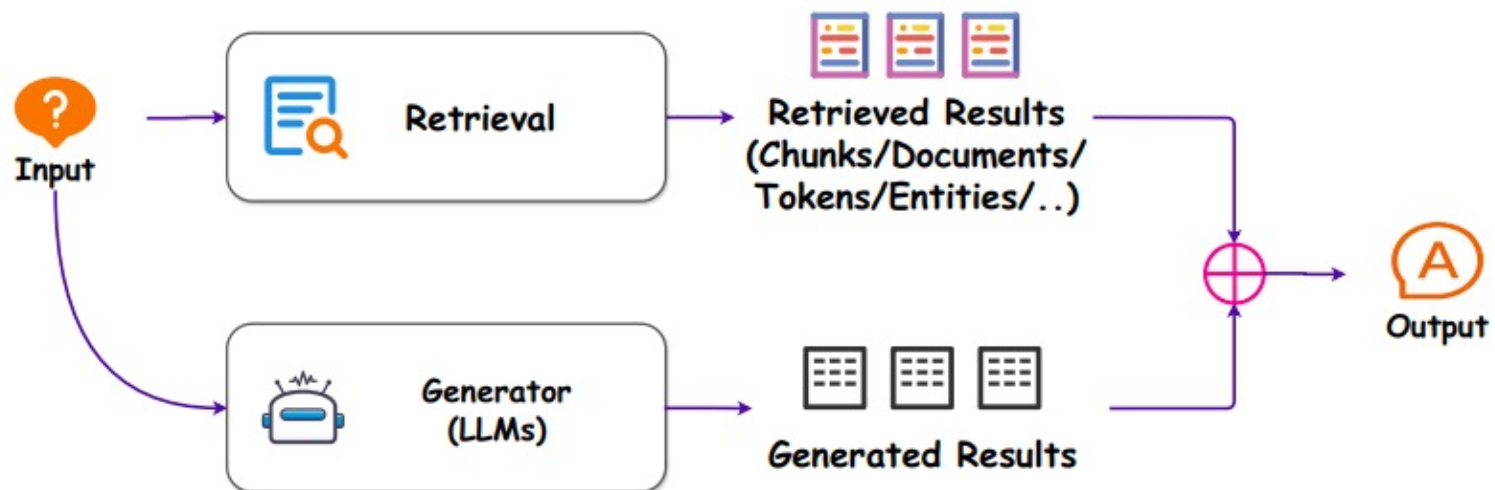 ?
Input
Retrieval
Retrieved Results
(Chunks/Documents/
Tokens/Entities/..)
A
Output
Generator
(LLMs)
Generated Results